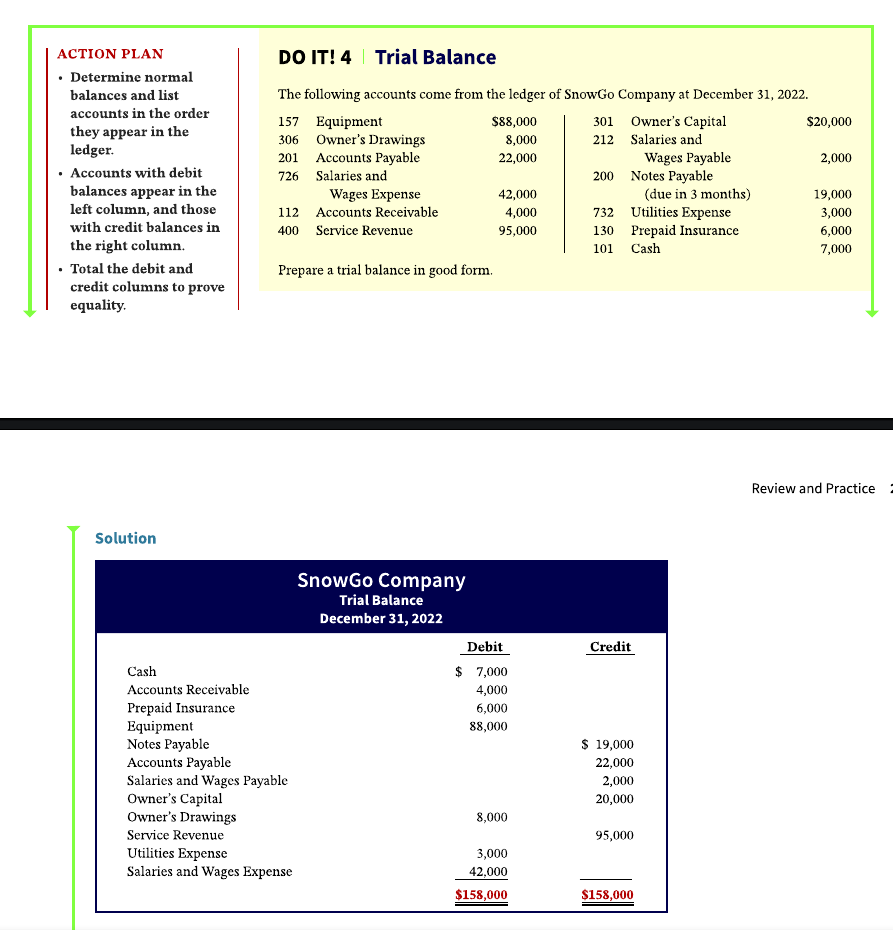 ACTION PLAN
• Determine normal
balances and list
accounts in the order
they appear in the
ledger.
• Accounts with debit
balances appear in the
left column, and those
with credit balances in
the right column.
• Total the debit and
credit columns to prove
equality.
DO IT! 4 | Trial Balance
The following accounts come from the ledger of SnowGo Company at December 31, 2022.
157 Equipment $88,000
306 Owner's Drawings 8,000
201 Accounts Payable 22,000
726 Salaries and
Wages Expense 42,000
112 Accounts Receivable 4,000
400 Service Revenue 95,000
301 Owner's Capital $20,000
212 Salaries and
Wages Payable 2,000
200 Notes Payable
(due in 3 months) 19,000
732 Utilities Expense 3,000
130 Prepaid Insurance 6,000
101 Cash 7,000
Prepare a trial balance in good form.
Review and Practice
Solution
SnowGo Company
Trial Balance
December 31, 2022
Debit Credit
Cash $ 7,000
Accounts Receivable 4,000
Prepaid Insurance 6,000
Equipment 88,000
Notes Payable $ 19,000
Accounts Payable 22,000
Salaries and Wages Payable 2,000
Owner's Capital 20,000
Owner's Drawings 8,000
Service Revenue 95,000
Utilities Expense 3,000
Salaries and Wages Expense 42,000
$158,000 $158,000